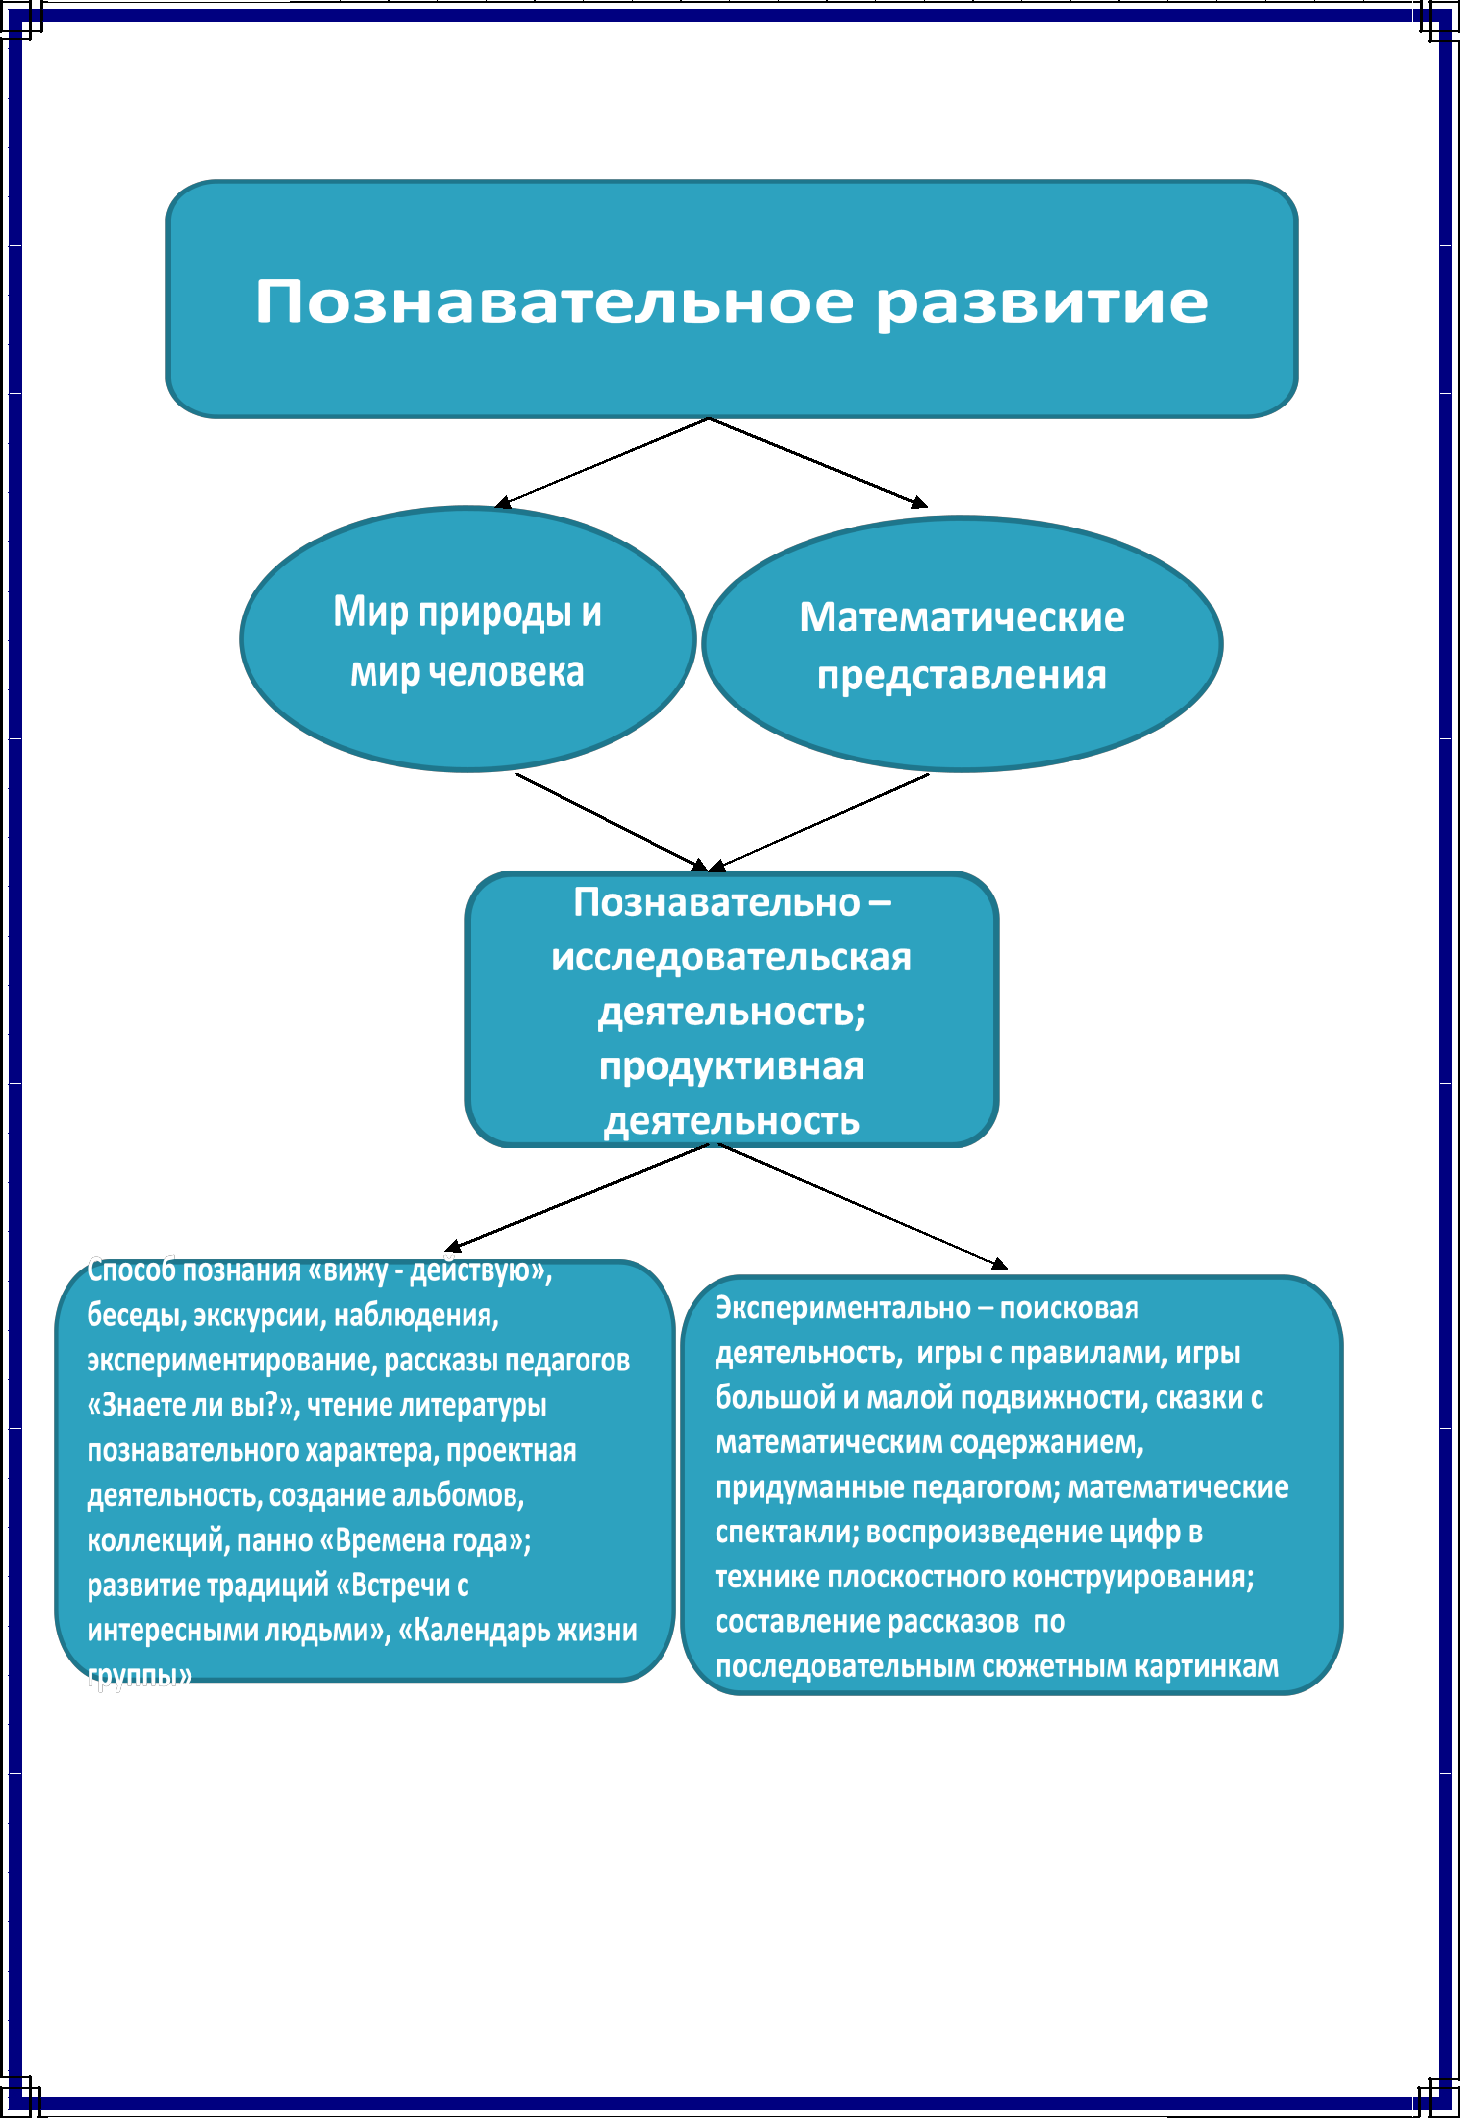 Познавательное развитие
Мир природы и
мир человека
Математические
представления
Познавательно –
исследовательская
деятельность;
продуктивная
деятельность
Способ познания «вижу - действую»,
беседы, экскурсии, наблюдения,
экспериментирование, рассказы педагогов
«Знаете ли вы?», чтение литературы
познавательного характера, проектная
деятельность, создание альбомов,
коллекций, панно «Времена года»;
развитие традиций «Встречи с
интересными людьми», «Календарь жизни
группы»
Экспериментально – поисковая
деятельность,  игры с правилами, игры
большой и малой подвижности, сказки с
математическим содержанием,
придуманные педагогом; математические
спектакли; воспроизведение цифр в
технике плоскостного конструирования;
составление рассказов  по
последовательным сюжетным картинкам